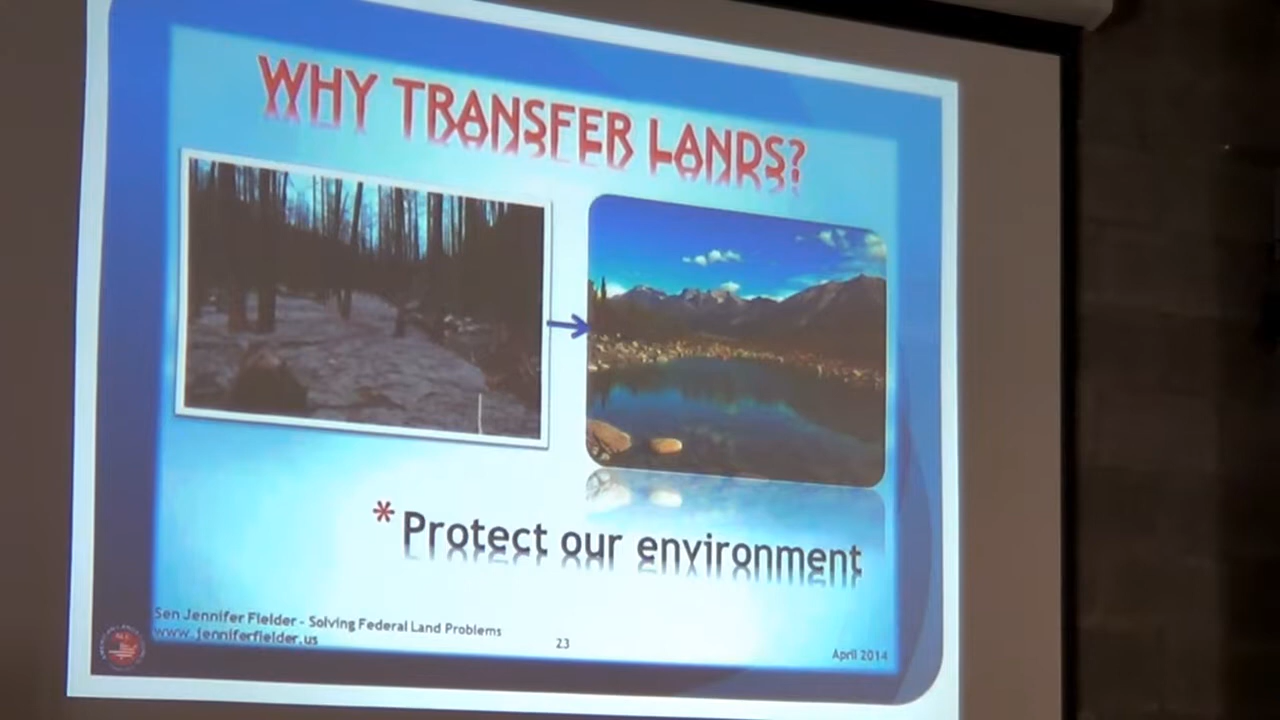 WHY TRANSFER LANDS?
* Protect our environment
Sen Jennifer Fielder - Solving Federal Land Problems
www.jenniferfielder.us
23
April 2014